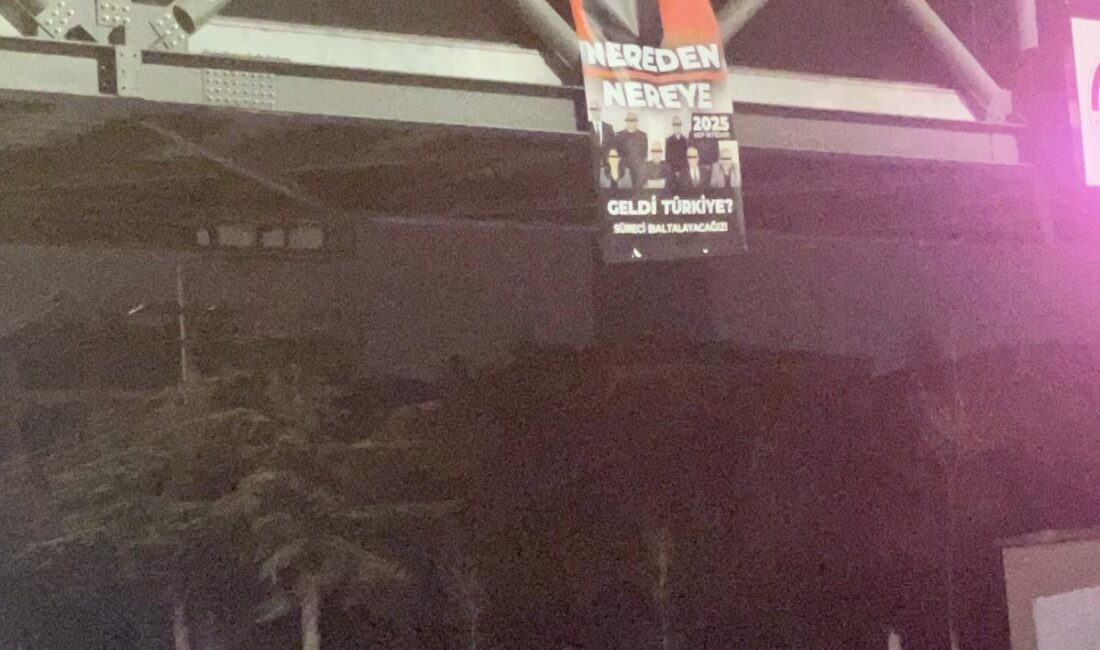 NEREDEN
NEREYE
2025
GELDİ TÜRKİYE?
SÜRECİ BALTALAYACAĞIZ!